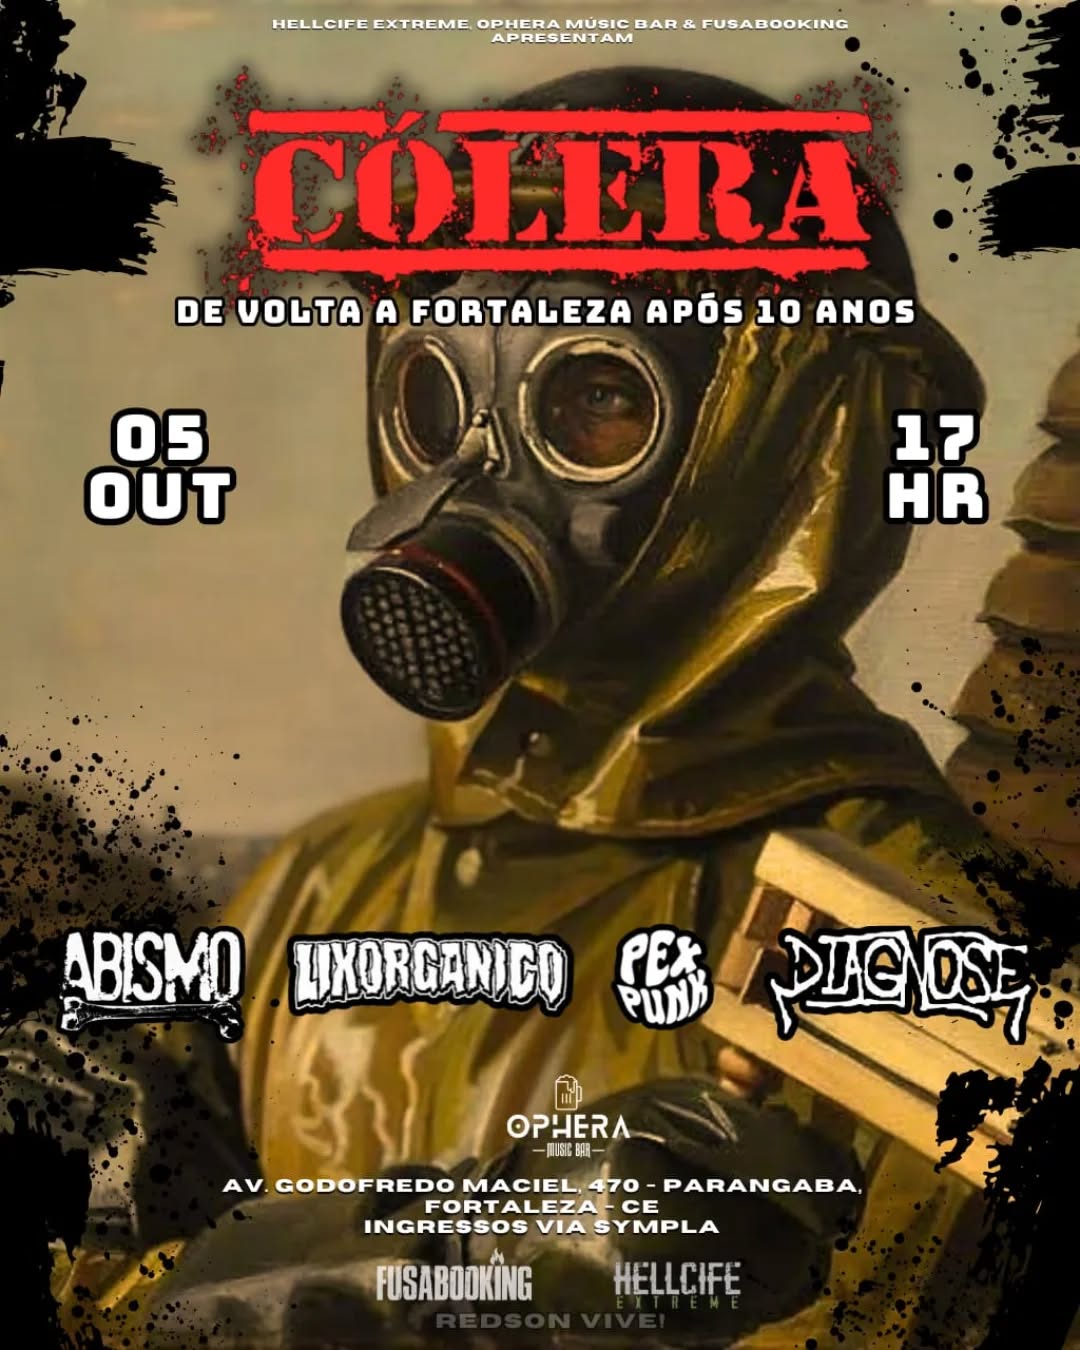 HELLCIFE EXTREME, OPHERA MÚSIC BAR & FUSABOOKING
APRESENTAM
CÓLERA
DE VOLTA A FORTALEZA APÓS 10 ANOS
05
OUT
17
HR
ABISMO
LIXORGANICO
PEX
PUNK
DIAGNOSE
OPHERA
MUSIC BAR
AV. GODOFREDO MACIEL, 470 - PARANGABA,
FORTALEZA - CE
INGRESSOS VIA SYMPLA
FUSABOOKING
HELLCIFE
EXTREME
REDSON VIVE!